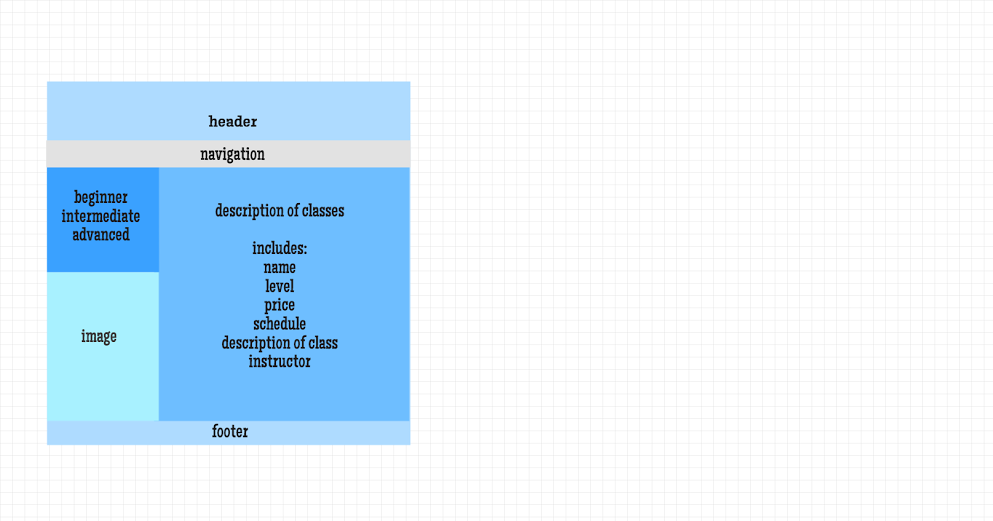 header
navigation
beginner
intermediate
advanced
image
description of classes
includes:
name
level
price
schedule
description of class
instructor
footer